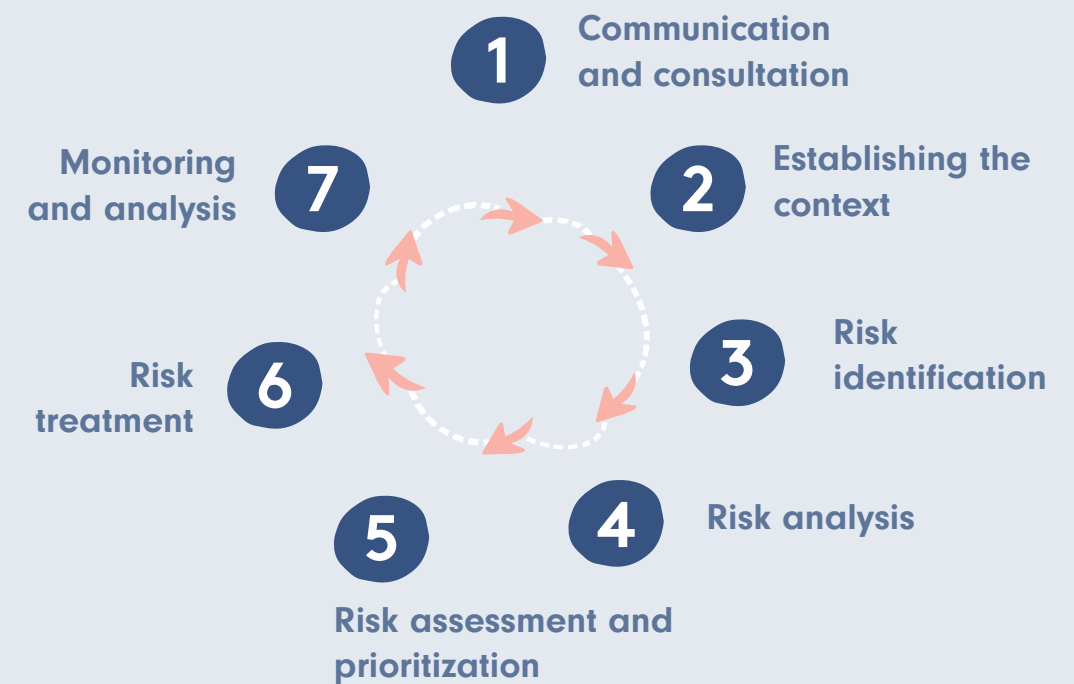 1
Communication
and consultation
2
Establishing the
context
3
Risk
identification
4
Risk analysis
5
Risk assessment and
prioritization
6
Risk
treatment
7
Monitoring
and analysis